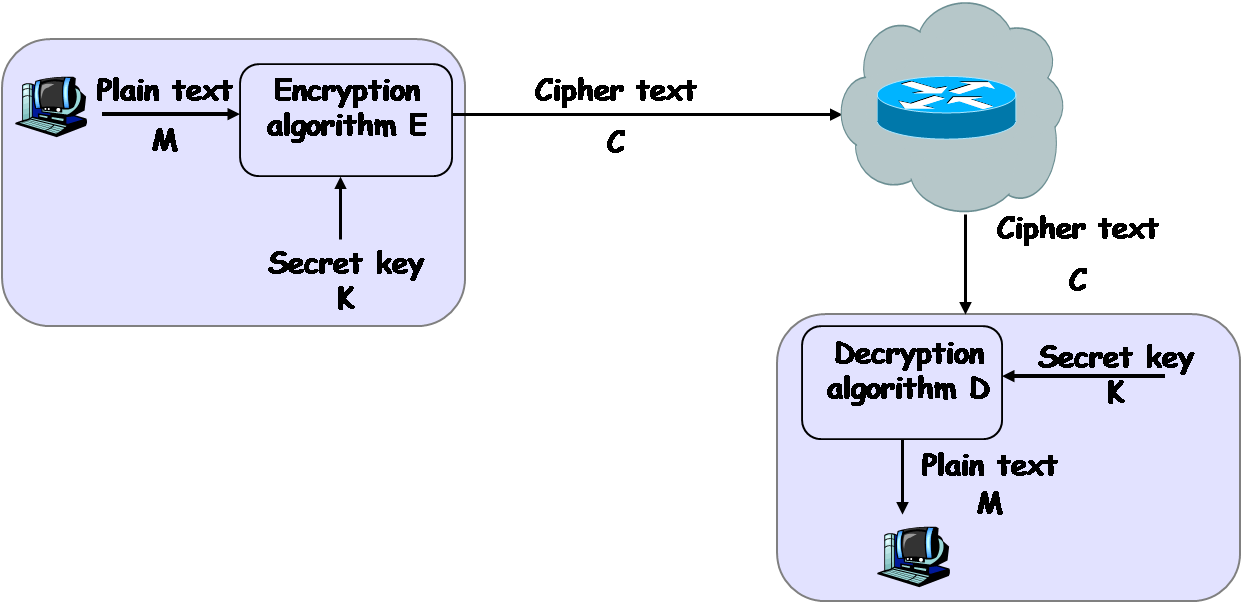 Plain text
M
Encryption
algorithm E
Secret key
K
Cipher text
C
Cipher text
C
Decryption
algorithm D
Secret key
K
Plain text
M